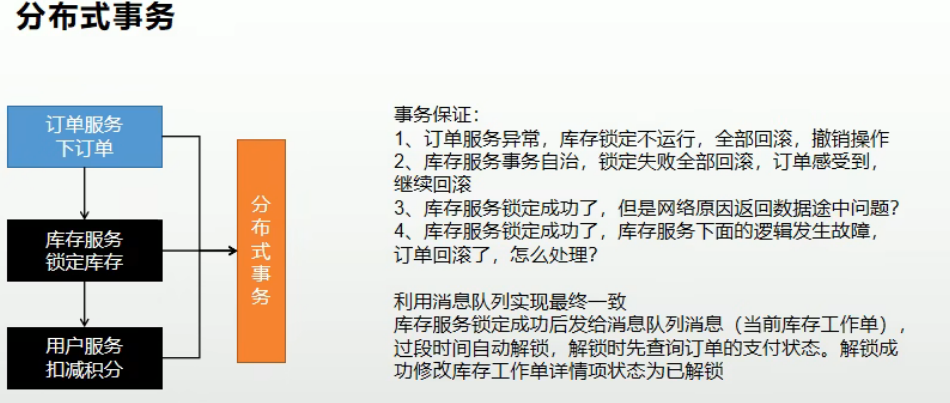 分布式事务
订单服务
下订单
库存服务
锁定库存
用户服务
扣减积分
分布式事务
事务保证：
1、订单服务异常，库存锁定不运行，全部回滚，撤销操作
2、库存服务事务自治，锁定失败全部回滚，订单感受到，
继续回滚
3、库存服务锁定成功了，但是网络原因返回数据途中问题？
4、库存服务锁定成功了，库存服务下面的逻辑发生故障，
订单回滚了，怎么处理？
利用消息队列实现最终一致
库存服务锁定成功后发给消息队列消息（当前库存工作单），
过段时间自动解锁，解锁时先查询订单的支付状态。解锁成
功修改库存工作单详情项状态为已解锁